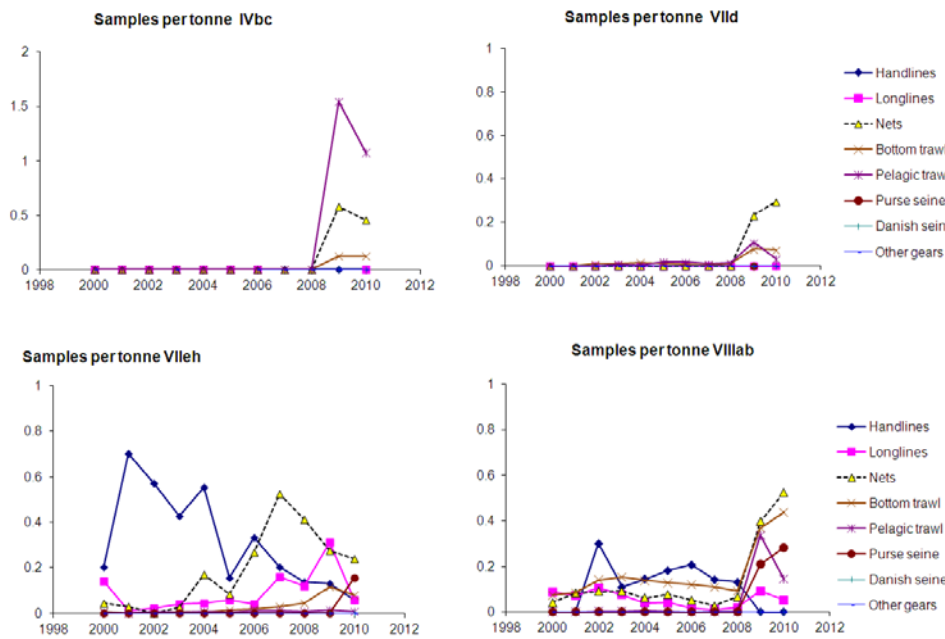 Samples per tonne IVbc
2
1.5
1
0.5
0
1998 2000 2002 2004 2006 2008 2010 2012
Samples per tonne VIId
1
0.8
0.6
0.4
0.2
0
1998 2000 2002 2004 2006 2008 2010 2012
Handlines
Longlines
Nets
Bottom trawl
Pelagic traw
Purse seine
Danish sein
Other gears
Samples per tonne VIIeh
1
0.8
0.6
0.4
0.2
0
1998 2000 2002 2004 2006 2008 2010 2012
Samples per tonne VIIIab
1
0.8
0.6
0.4
0.2
0
1998 2000 2002 2004 2006 2008 2010 2012
Handlines
Longlines
Nets
Bottom trawl
Pelagic trawl
Purse seine
Danish seine
Other gears